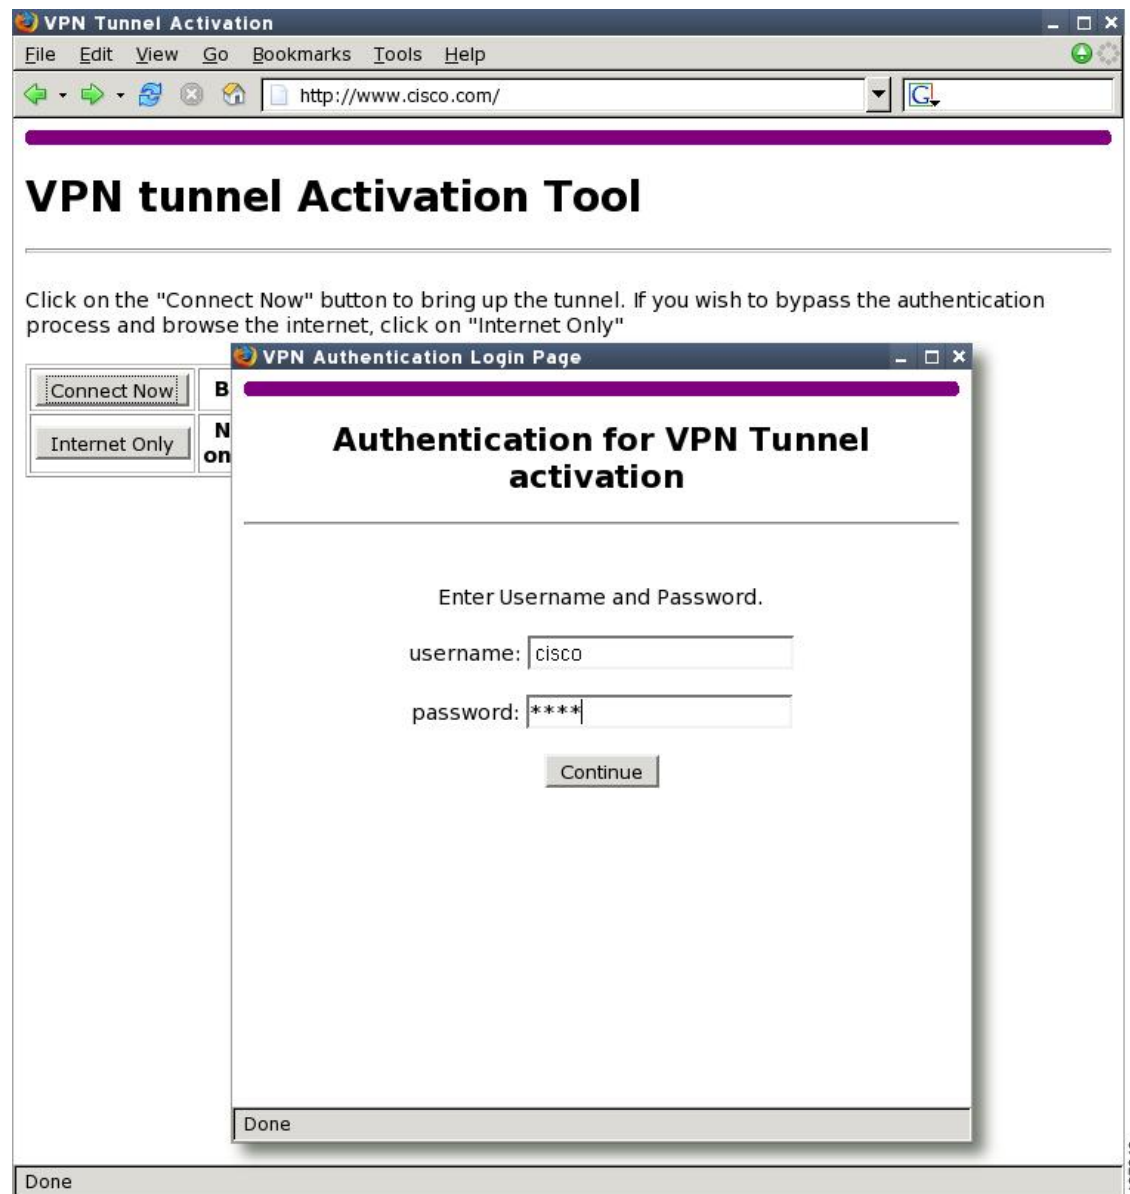 VPN Tunnel Activation
File Edit View Go Bookmarks Tools Help
http://www.cisco.com/
G
VPN tunnel Activation Tool
Click on the "Connect Now" button to bring up the tunnel. If you wish to bypass the authentication
process and browse the internet, click on "Internet Only"
Connect Now B
Internet Only N
on
VPN Authentication Login Page
Authentication for VPN Tunnel
activation
Enter Username and Password.
username: cisco
password: ****
Continue
Done
Done